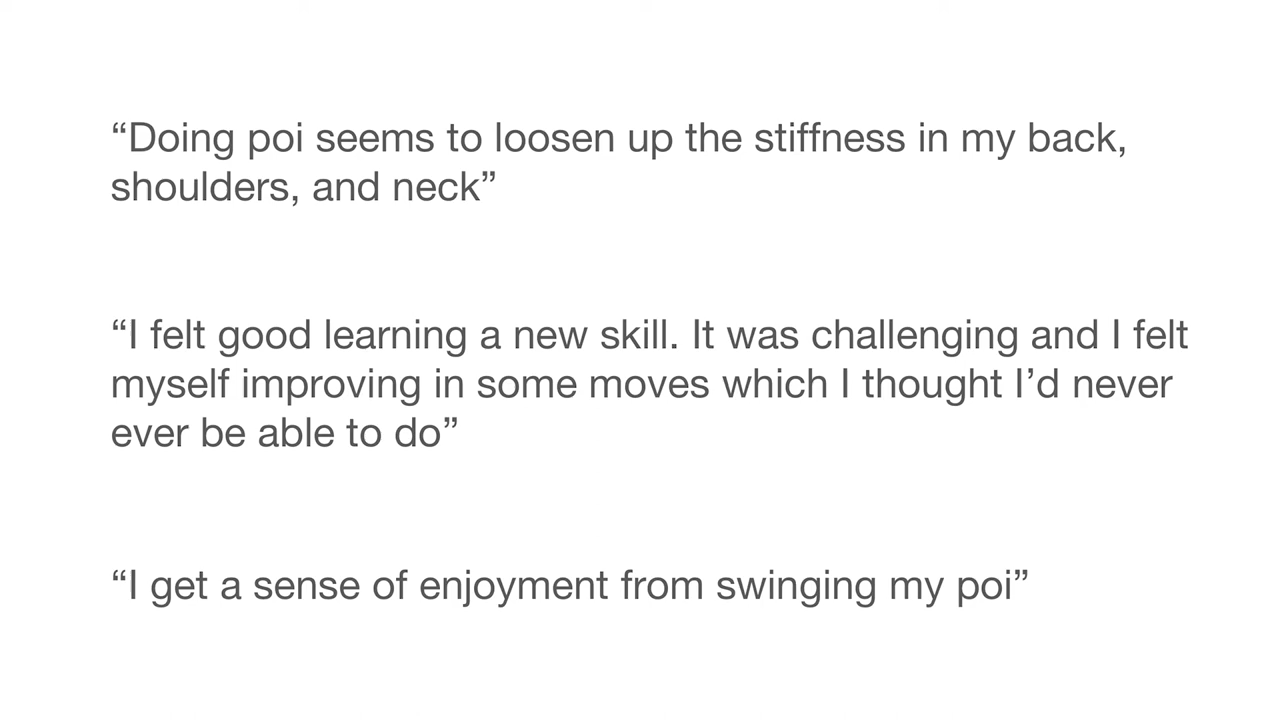 “Doing poi seems to loosen up the stiffness in my back,
shoulders, and neck”
“I felt good learning a new skill. It was challenging and I felt
myself improving in some moves which I thought I’d never
ever be able to do”
“I get a sense of enjoyment from swinging my poi”